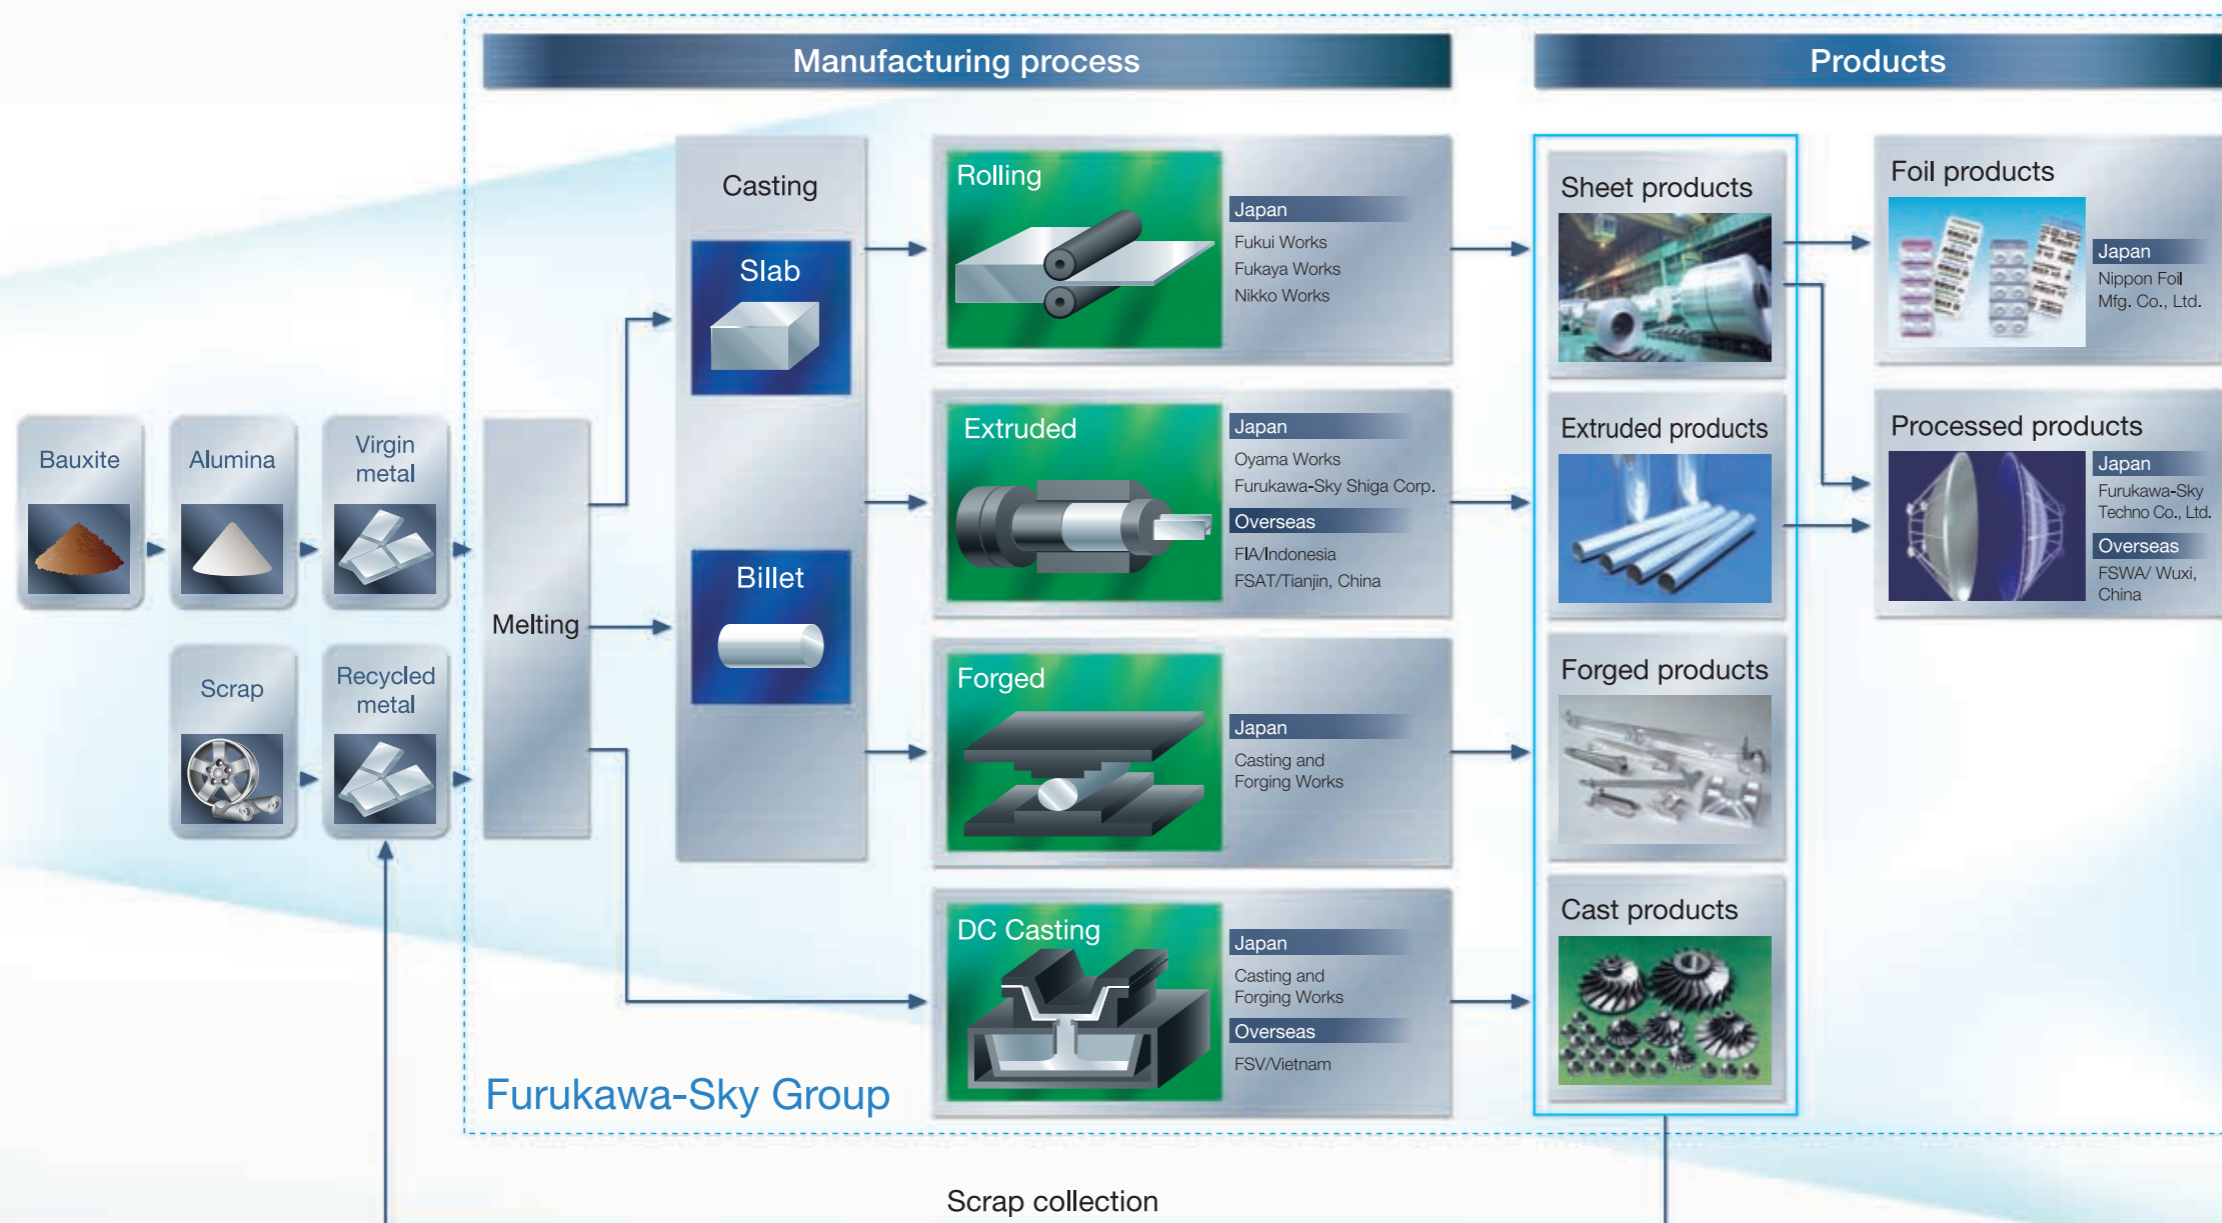 Manufacturing process
Products
Bauxite
Alumina
Virgin
metal
Scrap
Recycled
metal
Melting
Casting
Slab
Billet
Rolling
Japan
Fukui Works
Fukaya Works
Nikko Works
Extruded
Japan
Oyama Works
Furukawa-Sky Shiga Corp.
Overseas
FIA/Indonesia
FSAT/Tianjin, China
Forged
Japan
Casting and
Forging Works
DC Casting
Japan
Casting and
Forging Works
Overseas
FSV/Vietnam
Sheet products
Extruded products
Forged products
Cast products
Foil products
Japan
Nippon Foil
Mfg. Co., Ltd.
Processed products
Japan
Furukawa-Sky
Techno Co., Ltd.
Overseas
FSWA/ Wuxi,
China
Furukawa-Sky Group
Scrap collection